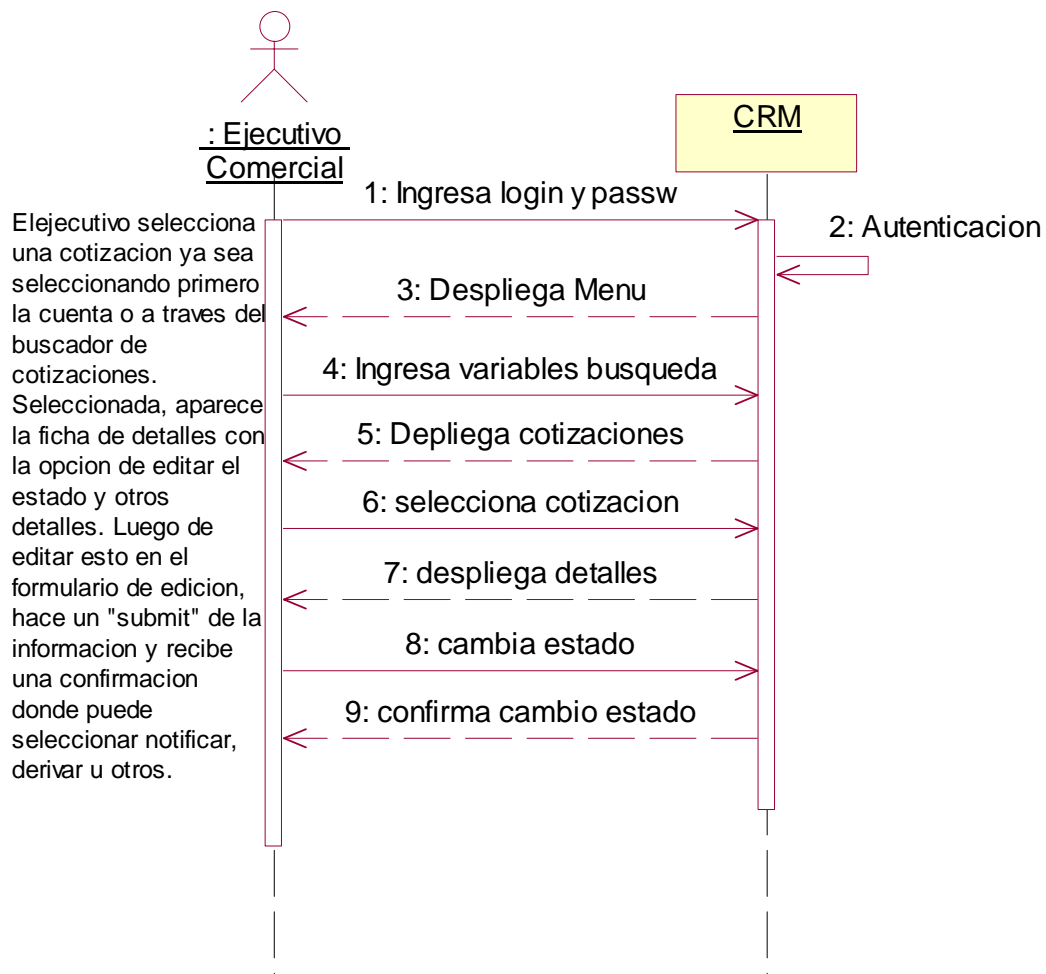 : Ejecutivo
Comercial
CRM
1: Ingresa login y passw
2: Autenticacion
3: Despliega Menu
4: Ingresa variables busqueda
5: Depliega cotizaciones
6: selecciona cotizacion
7: despliega detalles
8: cambia estado
9: confirma cambio estado
Elejecutivo selecciona
una cotizacion ya sea
seleccionando primero
la cuenta o a traves del
buscador de
cotizaciones.
Seleccionada, aparece
la ficha de detalles con
la opcion de editar el
estado y otros
detalles. Luego de
editar esto en el
formulario de edicion,
hace un "submit" de la
informacion y recibe
una confirmacion
donde puede
seleccionar notificar,
derivar u otros.